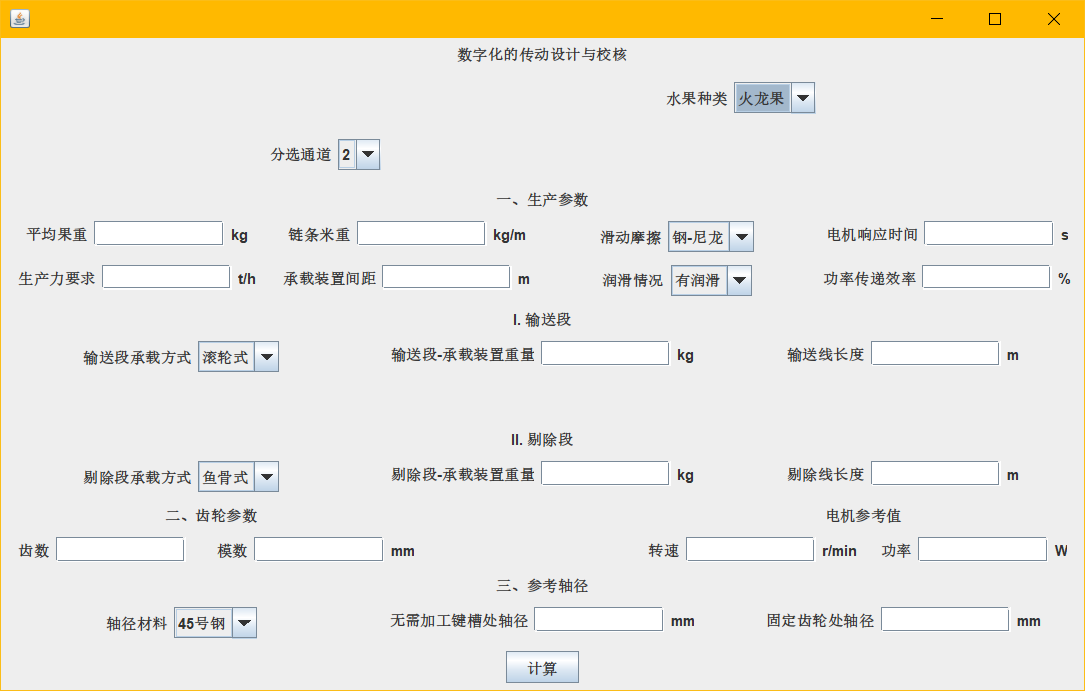 数字化的传动设计与校核
水果种类 火龙果
分选通道 2
一、生产参数
平均果重 kg 链条米重 kg/m 滑动摩擦 钢-尼龙 电机响应时间 s
生产力要求 t/h 承载装置间距 m 润滑情况 有润滑 功率传递效率 %
I. 输送段
输送段承载方式 滚轮式 输送段-承载装置重量 kg 输送线长度 m
II. 剔除段
剔除段承载方式 鱼骨式 剔除段-承载装置重量 kg 剔除线长度 m
二、齿轮参数 电机参考值
齿数 模数 mm 转速 r/min 功率 W
三、参考轴径
轴径材料 45号钢 无需加工键槽处轴径 mm 固定齿轮处轴径 mm
计算